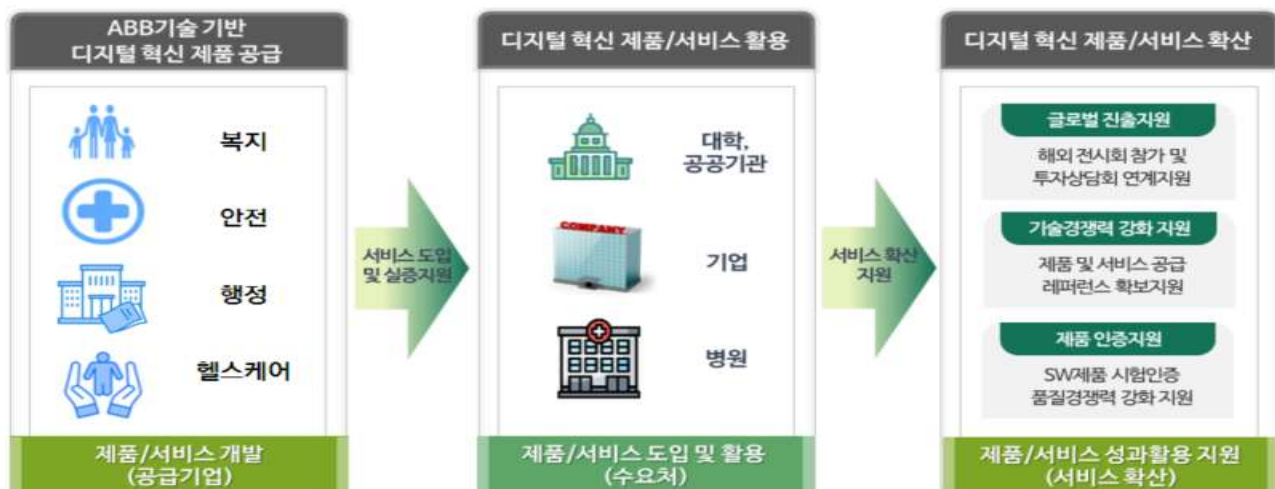 ABB기술 기반
디지털 혁신 제품 공급
복지
안전
행정
헬스케어
제품/서비스 개발
(공급기업)
서비스 도입
및 실증지원
디지털 혁신 제품/서비스 활용
대학,
공공기관
COMPANY
기업
병원
제품/서비스 도입 및 활용
(수요처)
서비스 확산
지원
디지털 혁신 제품/서비스 확산
글로벌 진출지원
해외 전시회 참가 및
투자상담회 연계지원
기술경쟁력 강화 지원
제품 및 서비스 공급
레퍼런스 확보지원
제품 인증지원
SW제품 시험인증
품질경쟁력 강화 지원
제품/서비스 성과활용 지원
(서비스 확산)